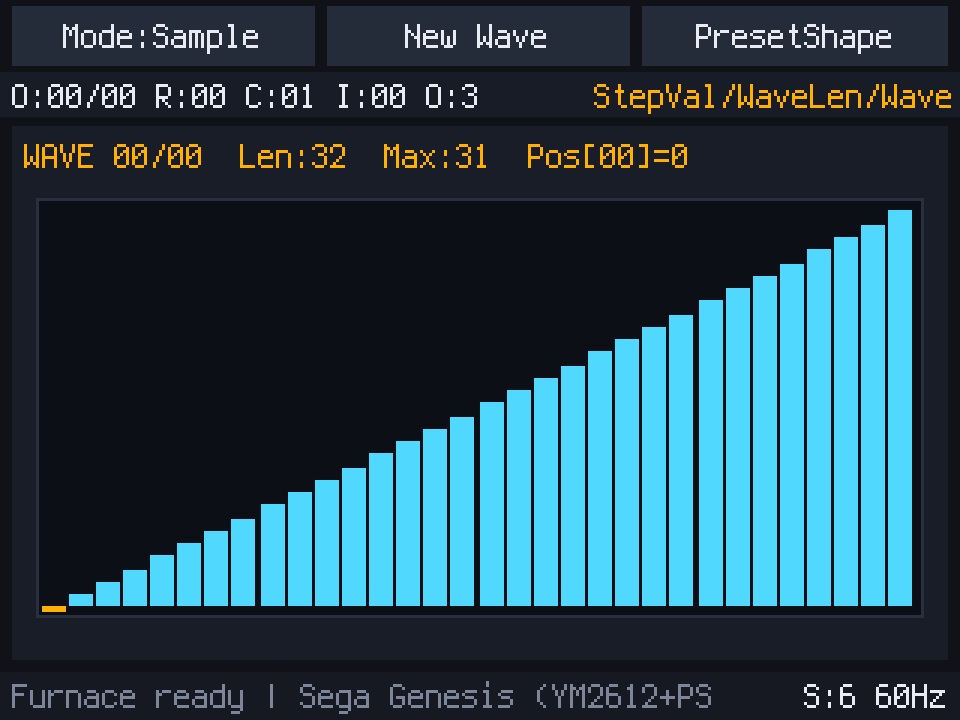 Mode:Sample New Wave PresetShape
O:00/00 R:00 C:01 I:00 O:3 StepVal/WaveLen/Wave
WAVE 00/00 Len:32 Max:31 Pos[00]=0
Furnace ready | Sega Genesis (YM2612+PS S:6 60Hz